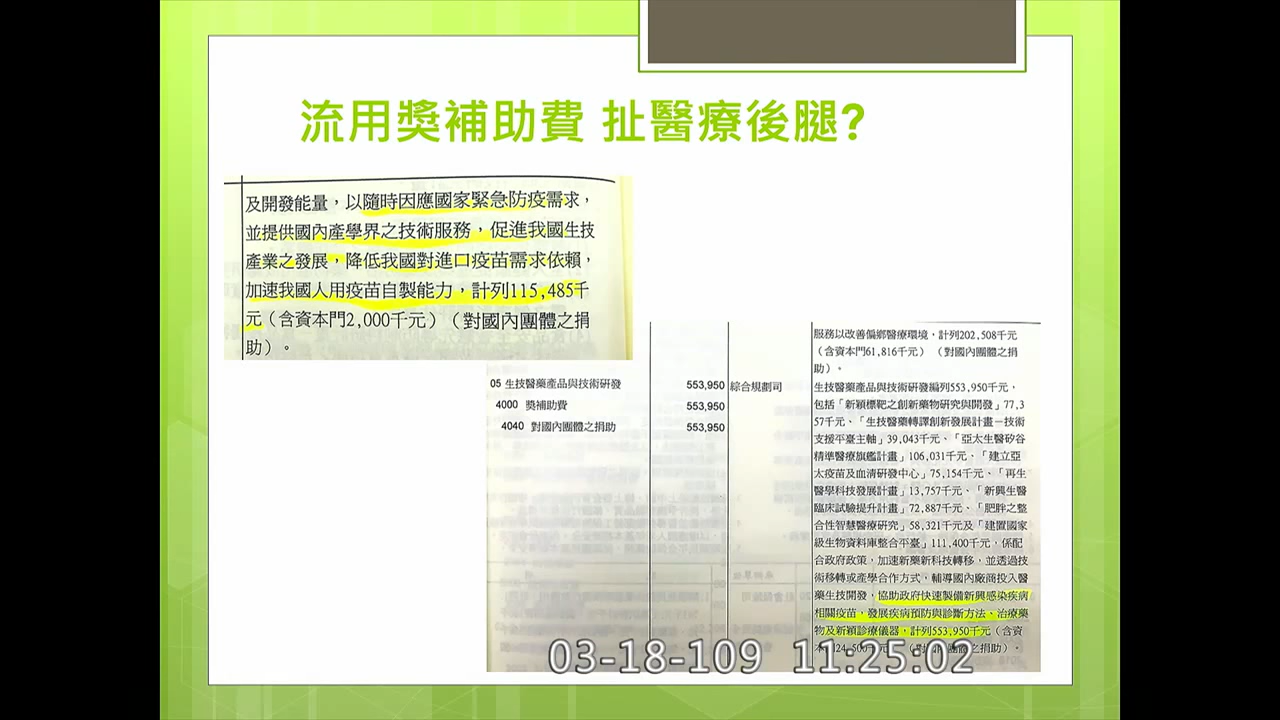 流用獎補助費 扯醫療後腿?
及開發能量，以隨時因應國家緊急防疫需求，
並提供國內產學界之技術服務，促進我國生技
產業之發展，降低我國對進口疫苗需求依賴，
加速我國人用疫苗自製能力，計列115,485千
元（含資本門2,000千元）（對國內團體之捐
助）。
服務以改善偏鄉醫療環境，計列202,508千元
（含資本門61,816千元）（對國內團體之捐
助）。
05 生技醫藥產品與技術研發 553,950 綜合規劃司
4000 獎補助費 553,950
4040 對國內團體之捐助 553,950
生技醫藥產品與技術研發編列553,950千元，
包括「新穎標靶之創新藥物研究與開發」77,3
57千元、「生技醫藥轉譯創新發展計畫－技術
支援平臺主軸」39,043千元、「亞太生醫矽谷
精準醫療旗艦計畫」106,031千元、「建立亞
太疫苗及血清研發中心」75,154千元、「再生
醫學科技發展計畫」13,757千元、「新興生醫
臨床試驗提升計畫」72,887千元、「肥胖之整
合性智慧醫療研究」58,321千元及「建置國家
級生物資料庫整合平臺」111,400千元，係配
合政府政策，加速新藥新科技轉移，並透過技
術移轉或產學合作方式，輔導國內廠商投入醫
藥生技開發，協助政府快速製備新興感染疾病
相關疫苗，發展疾病預防與診斷方法、治療藥
物及新穎診療儀器，計列553,950千元（含資
本門24,500千元）（對國內團體之捐助）。
03-18-109 11:25:02